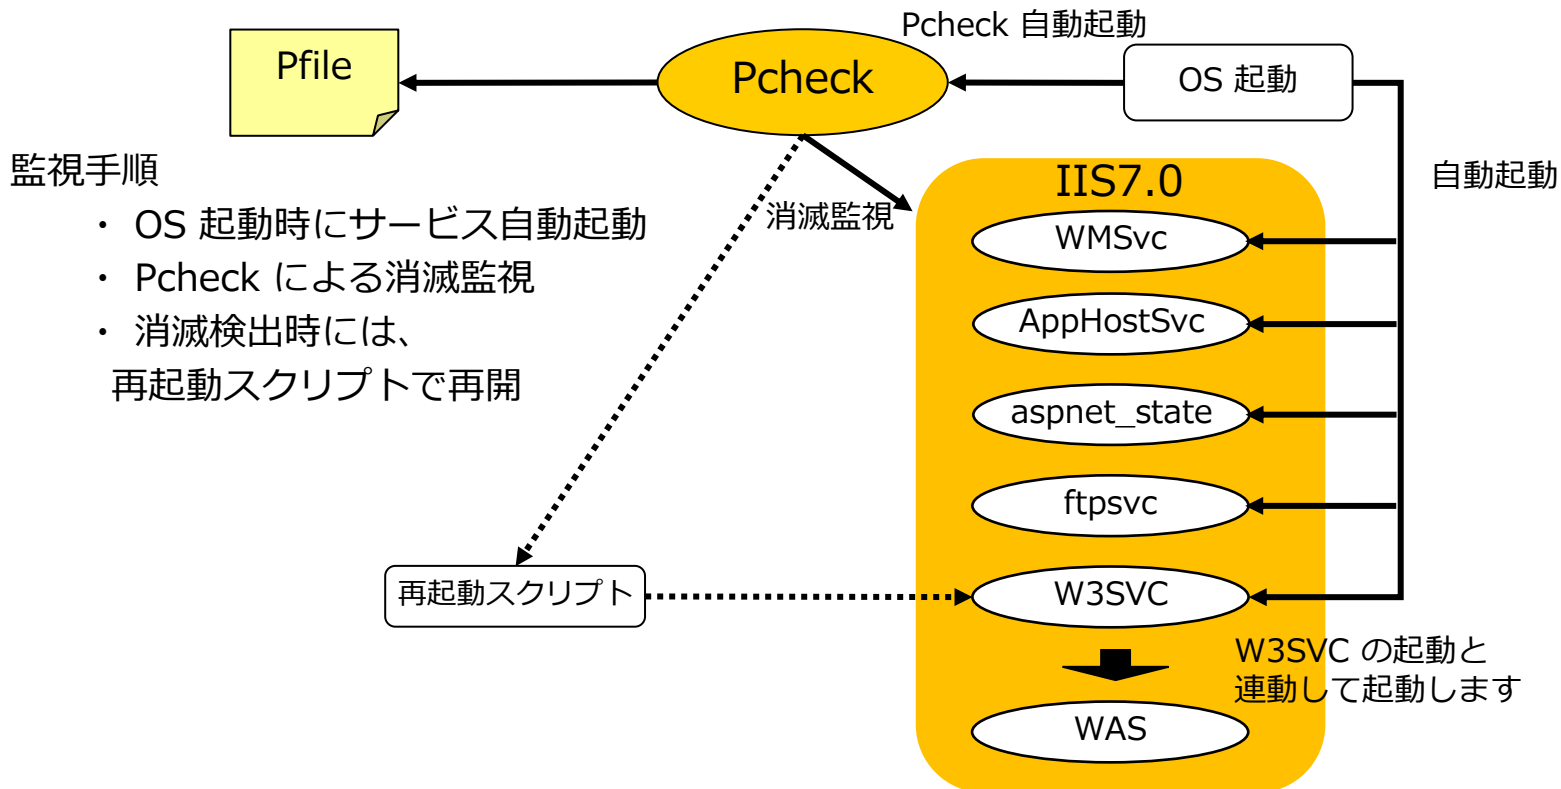 Pcheck 自動起動
Pfile
Pcheck
OS 起動
監視手順
・ OS 起動時にサービス自動起動
・ Pcheck による消滅監視
・ 消滅検出時には、
再起動スクリプトで再開
消滅監視
自動起動
IIS7.0
WMSvc
AppHostSvc
aspnet_state
ftpsvc
再起動スクリプト
W3SVC
W3SVC の起動と
連動して起動します
WAS